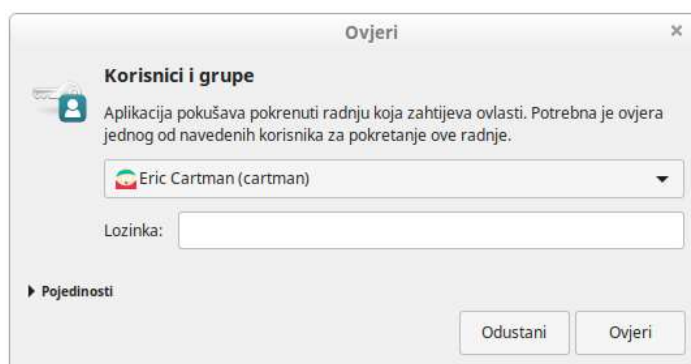 Ovjeri
Korisnici i grupe
Aplikacija pokušava pokrenuti radnju koja zahtijeva ovlasti. Potrebna je ovjera
jednog od navedenih korisnika za pokretanje ove radnje.
Eric Cartman (cartman)
Lozinka:
Pojedinosti
Odustani
Ovjeri